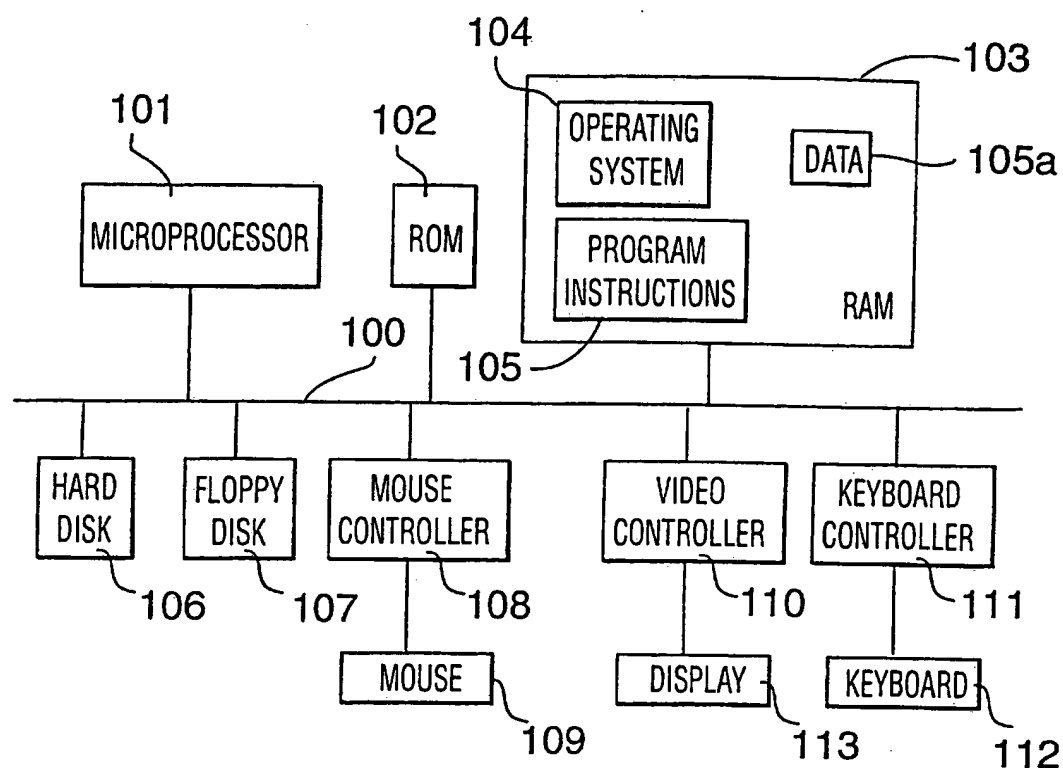 104
103
101
102
OPERATING
SYSTEM
DATA
105a
MICROPROCESSOR
ROM
PROGRAM
INSTRUCTIONS
RAM
100
105
HARD
DISK
FLOPPY
DISK
MOUSE
CONTROLLER
VIDEO
CONTROLLER
KEYBOARD
CONTROLLER
106
107
108
110
111
MOUSE
DISPLAY
KEYBOARD
109
113
112